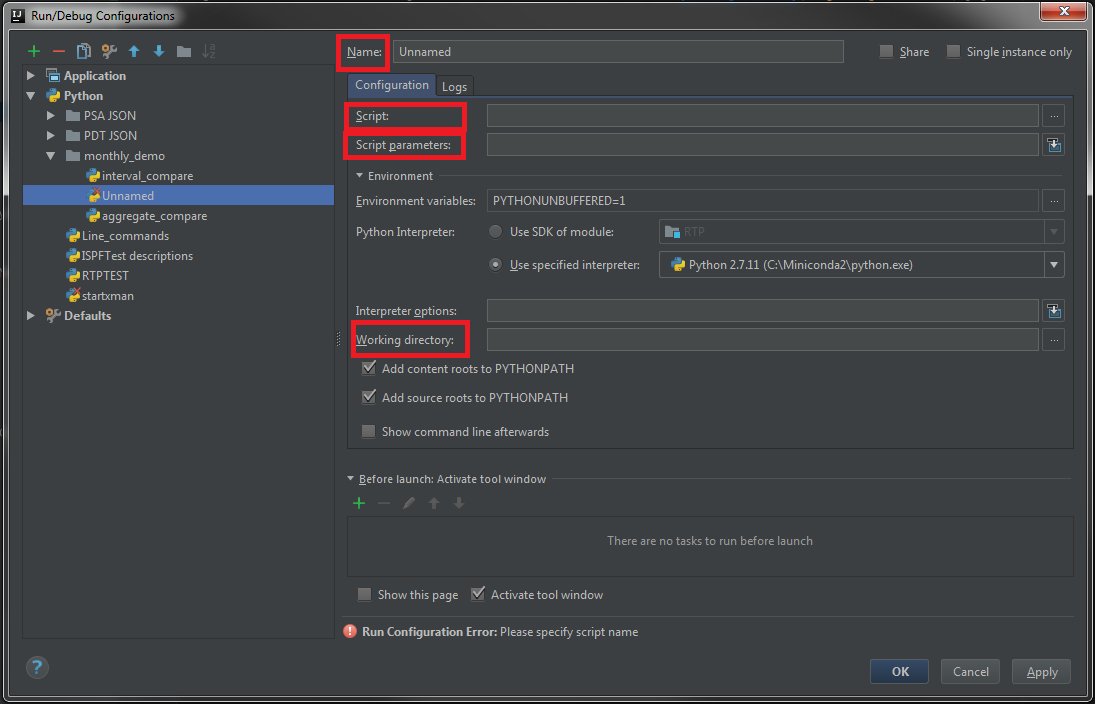 Run/Debug Configurations
Name: Unnamed Share Single instance only
Application
Python
PSA JSON
PDT JSON
monthly_demo
interval_compare
Unnamed
aggregate_compare
Line_commands
ISPFTest descriptions
RTPTEST
startxman
Defaults
Configuration Logs
Script: ...
Script parameters:
Environment
Environment variables: PYTHONUNBUFFERED=1 ...
Python Interpreter: Use SDK of module: RTP
Use specified interpreter: Python 2.7.11 (C:\Miniconda2\python.exe)
Interpreter options:
Working directory: ...
Add content roots to PYTHONPATH
Add source roots to PYTHONPATH
Show command line afterwards
Before launch: Activate tool window
There are no tasks to run before launch
Show this page Activate tool window
Run Configuration Error: Please specify script name
? OK Cancel Apply